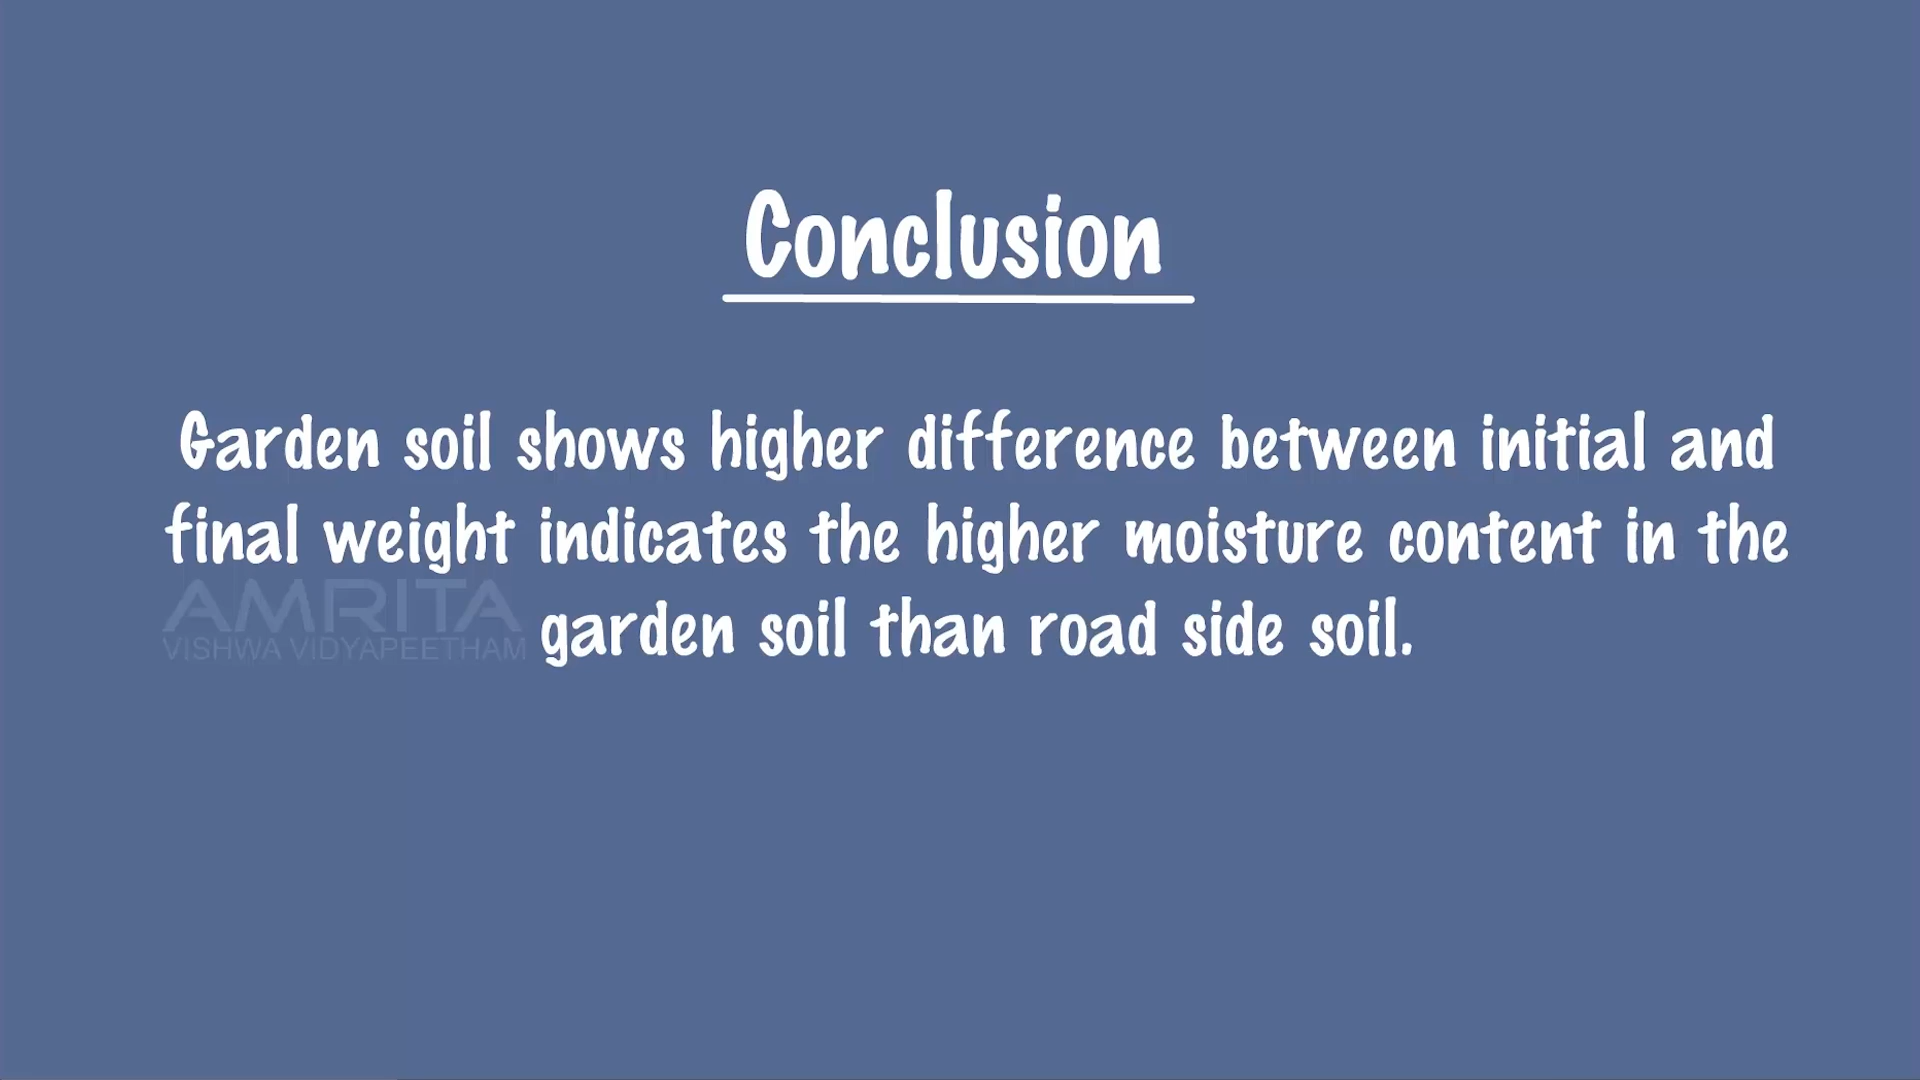 Conclusion
Garden soil shows higher difference between initial and
final weight indicates the higher moisture content in the
garden soil than road side soil.
AMRITA
VISHWA VIDYAPEETHAM